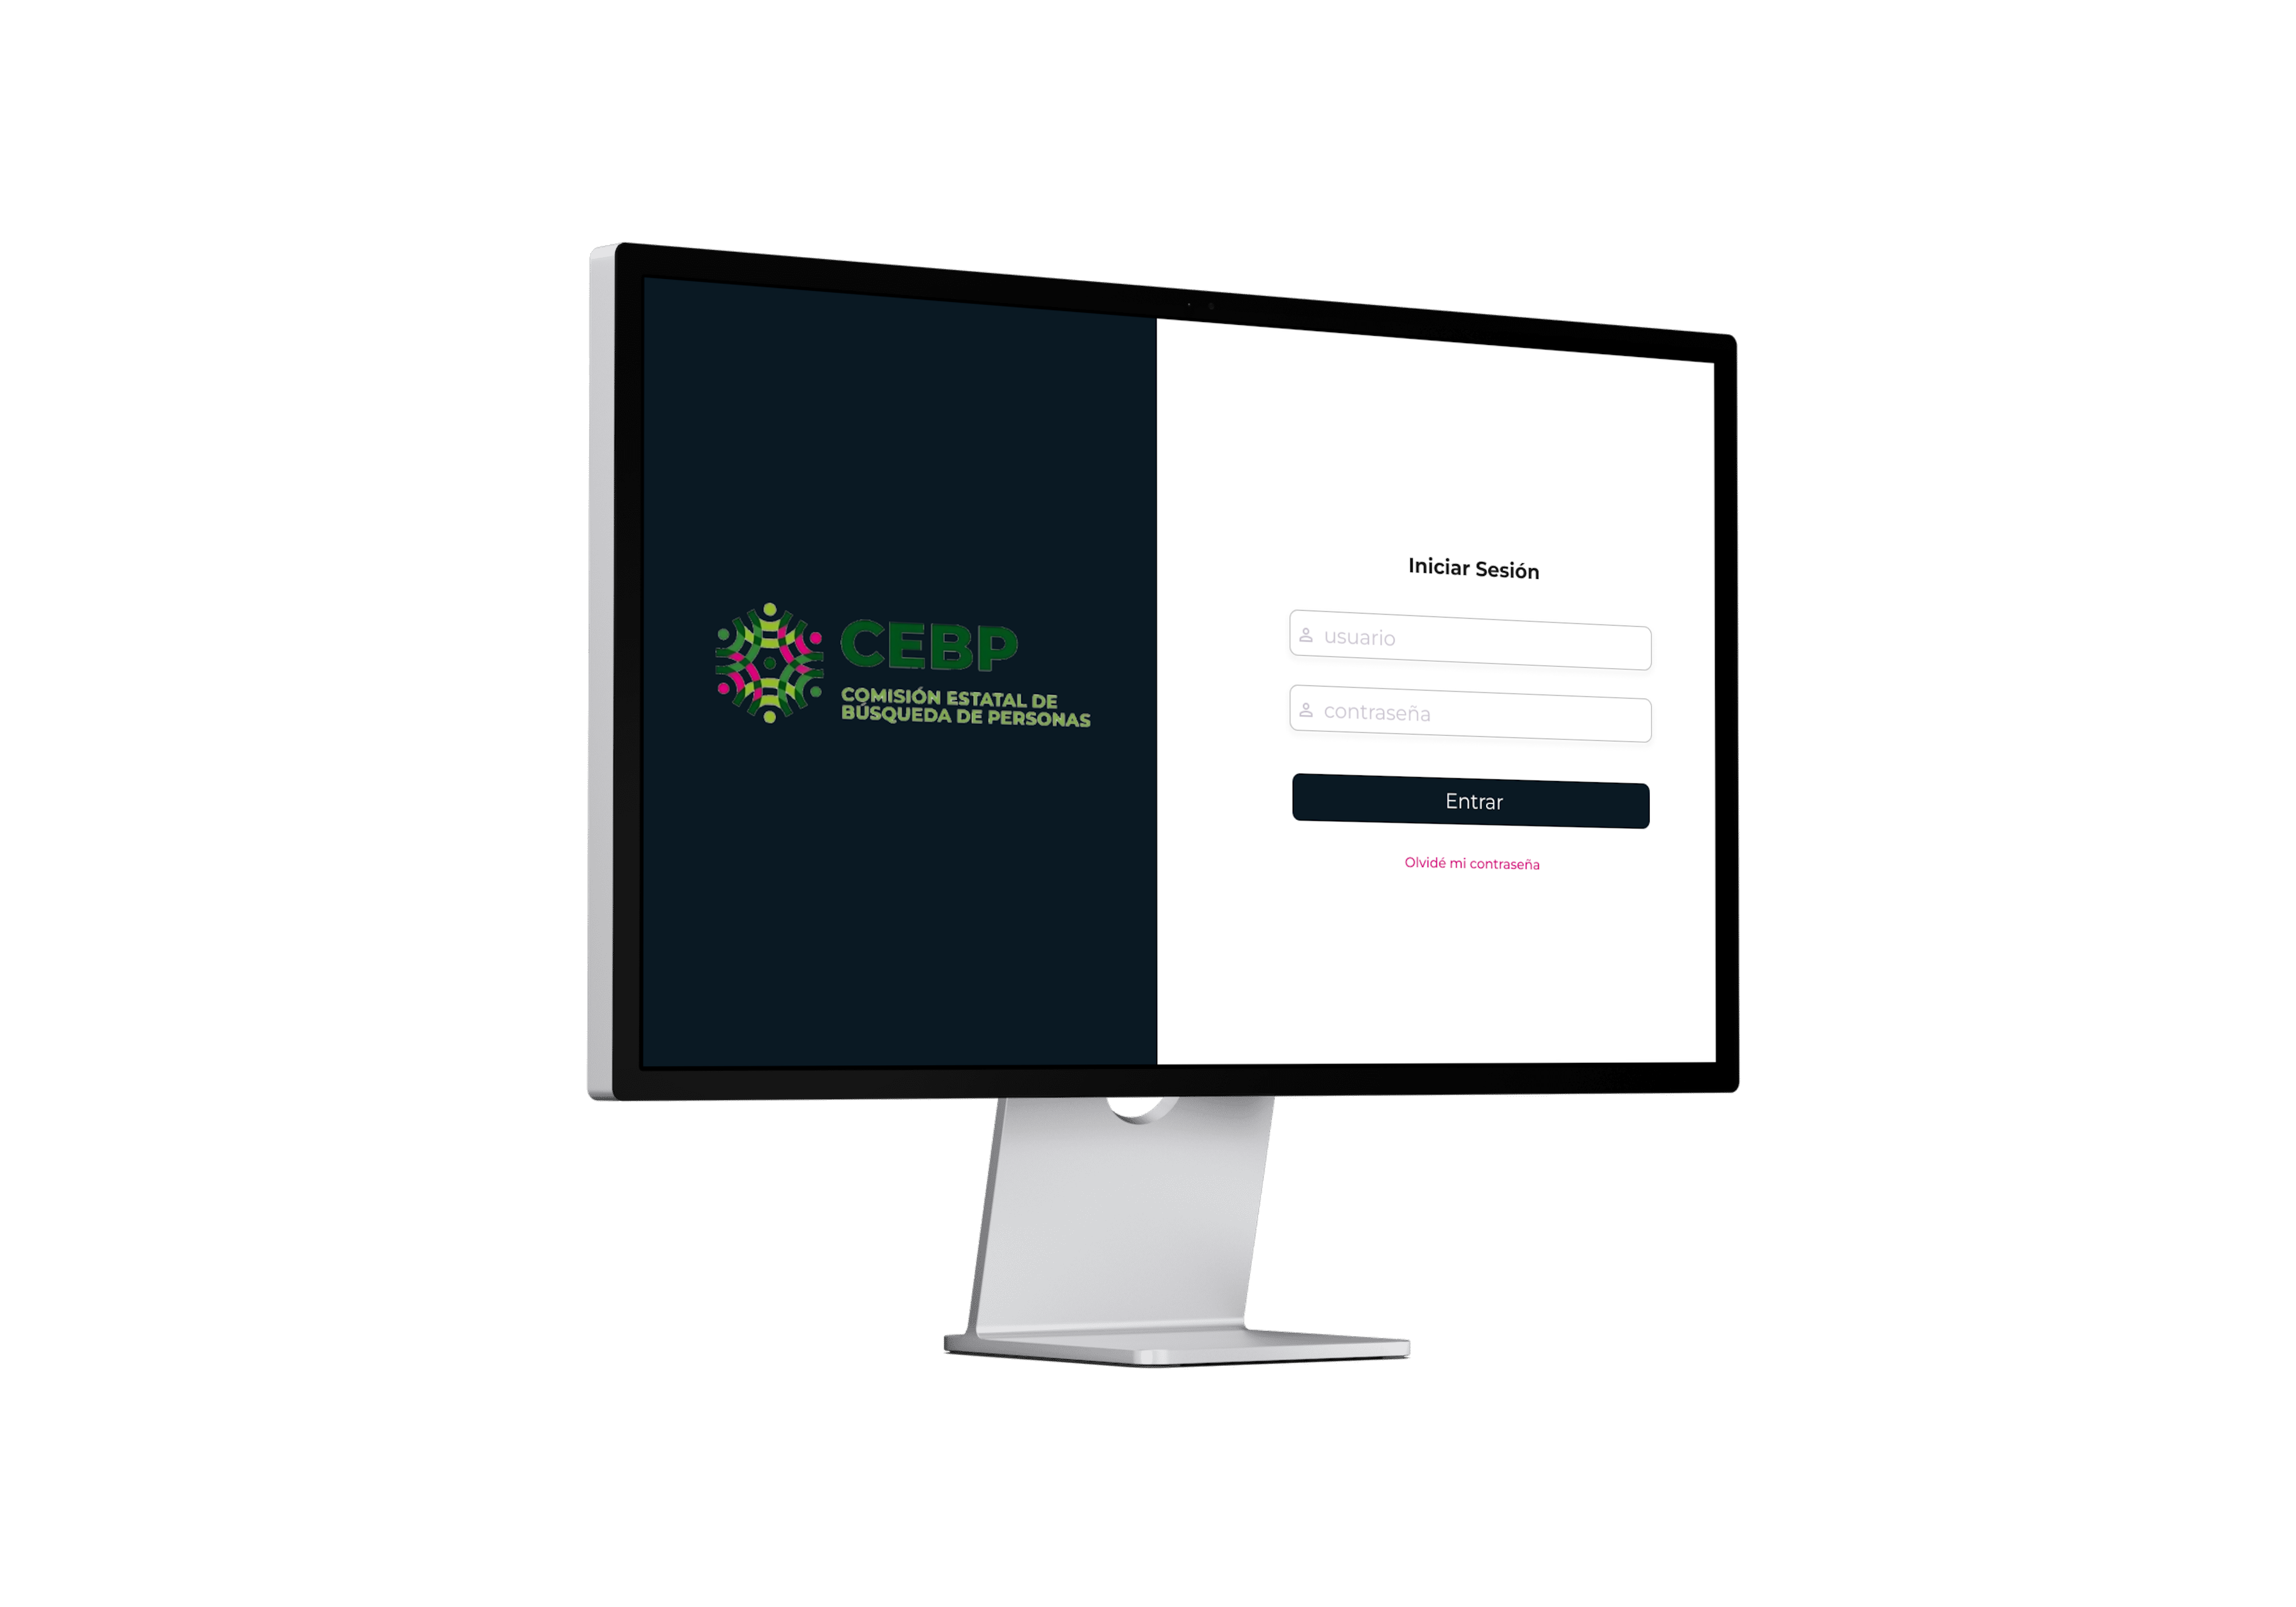 CEBP
COMISIÓN ESTATAL DE
BÚSQUEDA DE PERSONAS
Iniciar Sesión
usuario
contraseña
Entrar
Olvidé mi contraseña